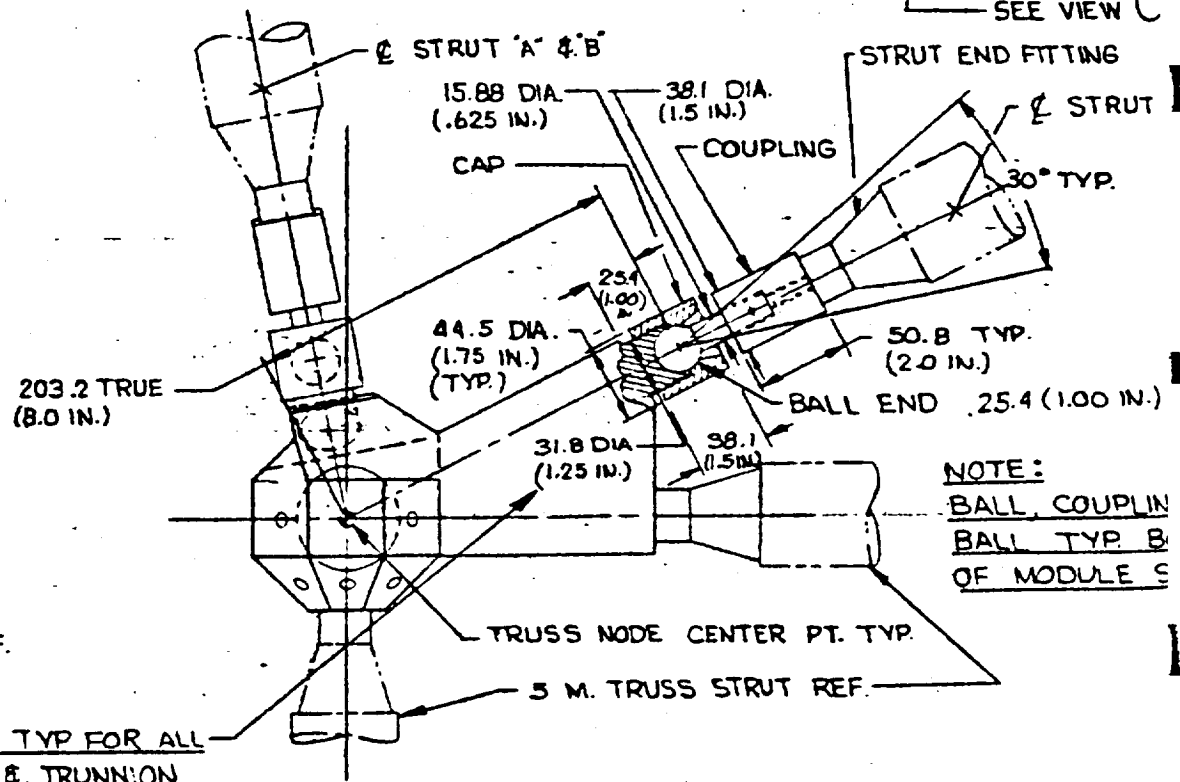 SEE VIEW C
℄ STRUT "A" & "B"
STRUT END FITTING
15.88 DIA.
(.625 IN.)
38.1 DIA.
(1.5 IN.)
℄ STRUT
CAP
COUPLING
30° TYP.
25.4
(1.00)
IN
44.5 DIA.
(1.75 IN.)
(TYP.)
50.8 TYP.
(2.0 IN.)
203.2 TRUE
(8.0 IN.)
BALL END .25.4 (1.00 IN.)
31.8 DIA
(1.25 IN.)
38.1
(1.5IN)
NOTE:
BALL, COUPLIN
BALL TYP. B
OF MODULE S
TRUSS NODE CENTER PT. TYP.
F.
5 M. TRUSS STRUT REF.
TYP FOR ALL
& TRUNNION